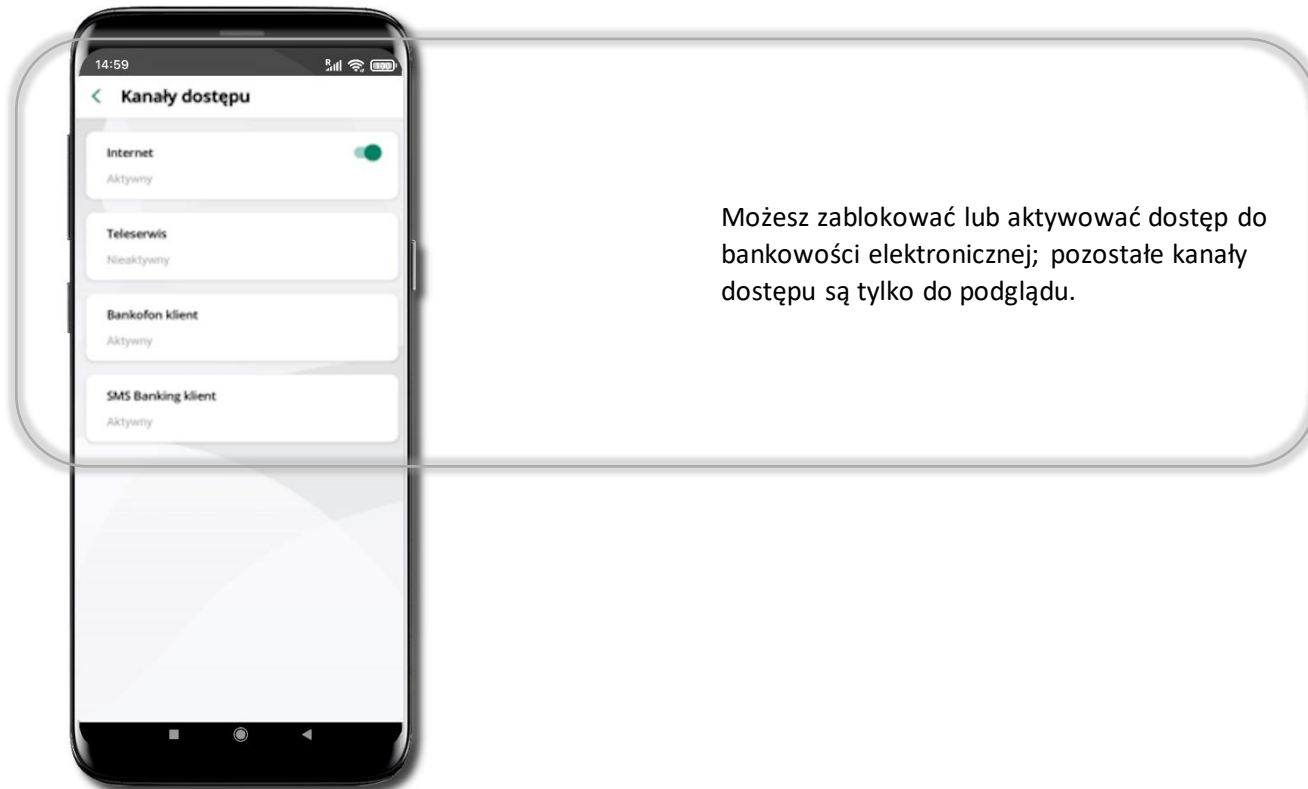 14:59
Kanały dostępu
Internet
Aktywny
Teleserwis
Nieaktywny
Bankofon klient
Aktywny
SMS Banking klient
Aktywny
Możesz zablokować lub aktywować dostęp do
bankowości elektronicznej; pozostałe kanały
dostępu są tylko do podglądu.